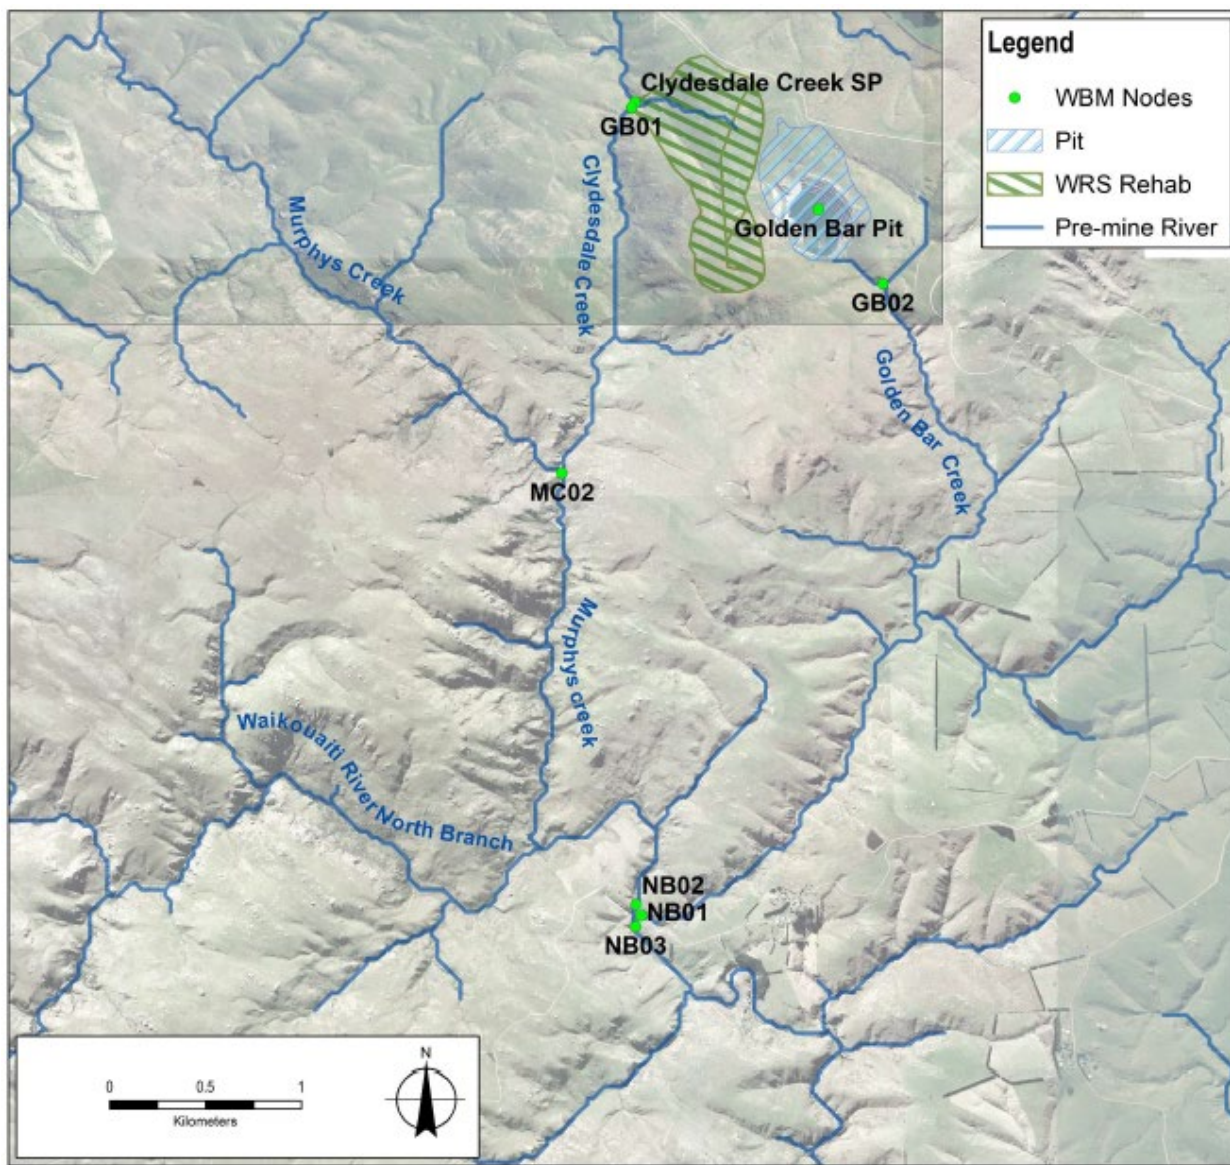 Legend
WBM Nodes
Pit
WRS Rehab
Pre-mine River
Clydesdale Creek SP
GB01
Clydesdale Creek
Murphys Creek
Golden Bar Pit
GB02
Golden Bar Creek
MC02
Murphys creek
Waikouaiti River North Branch
NB02
NB01
NB03
0 0.5 1
Kilometers
N